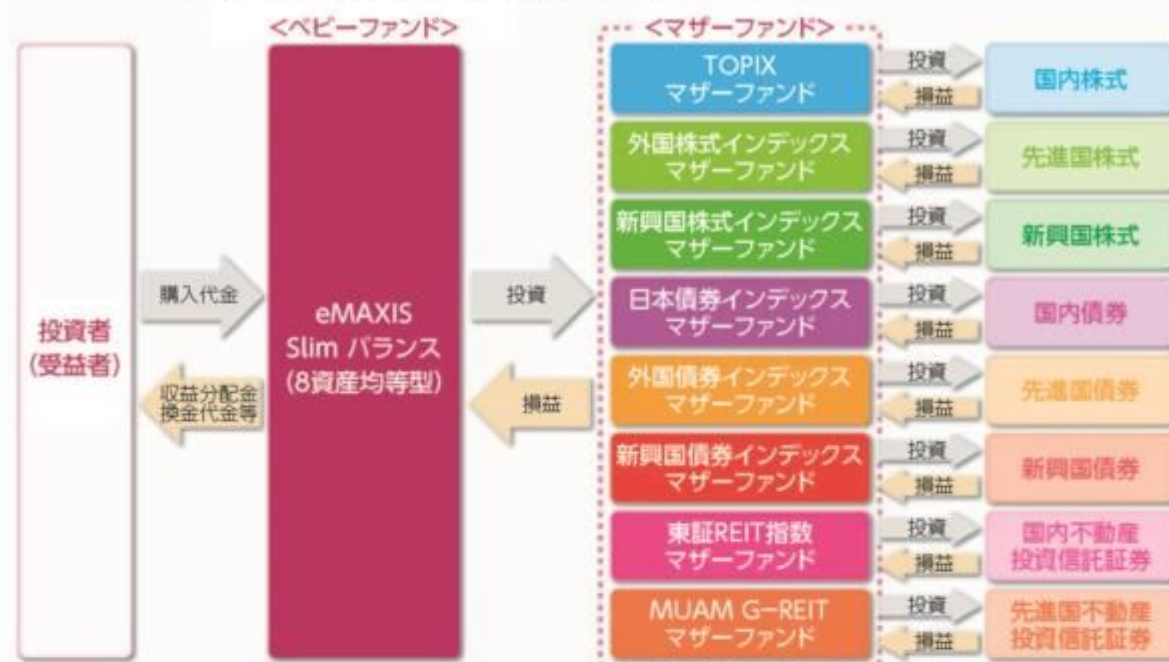 <ベビーファンド>
<マザーファンド>
投資者
(受益者)
購入代金
収益分配金
換金代金等
eMAXIS
Slim バランス
(8資産均等型)
投資
損益
TOPIX
マザーファンド
投資
損益
国内株式
外国株式インデックス
マザーファンド
投資
損益
先進国株式
新興国株式インデックス
マザーファンド
投資
損益
新興国株式
日本債券インデックス
マザーファンド
投資
損益
国内債券
外国債券インデックス
マザーファンド
投資
損益
先進国債券
新興国債券インデックス
マザーファンド
投資
損益
新興国債券
東証REIT指数
マザーファンド
投資
損益
国内不動産
投資信託証券
MUAM G-REIT
マザーファンド
投資
損益
先進国不動産
投資信託証券